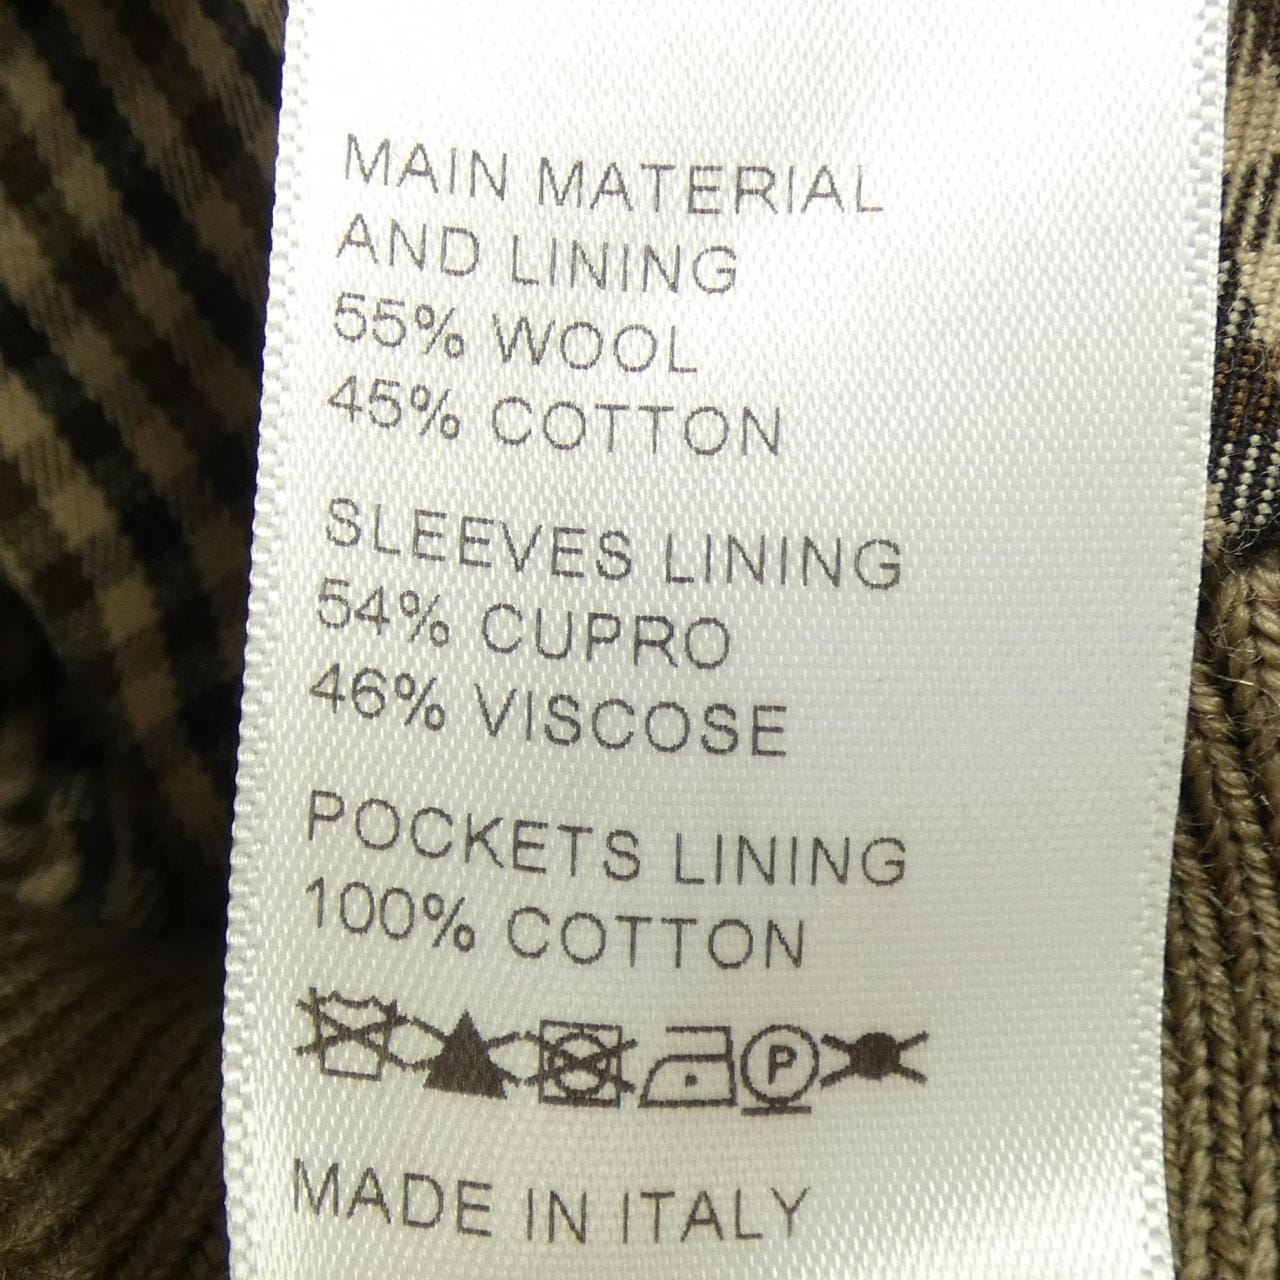 MAIN MATERIAL
AND LINING
55% WOOL
45% COTTON
SLEEVES LINING
54% CUPRO
46% VISCOSE
POCKETS LINING
100% COTTON
P
MADE IN ITALY